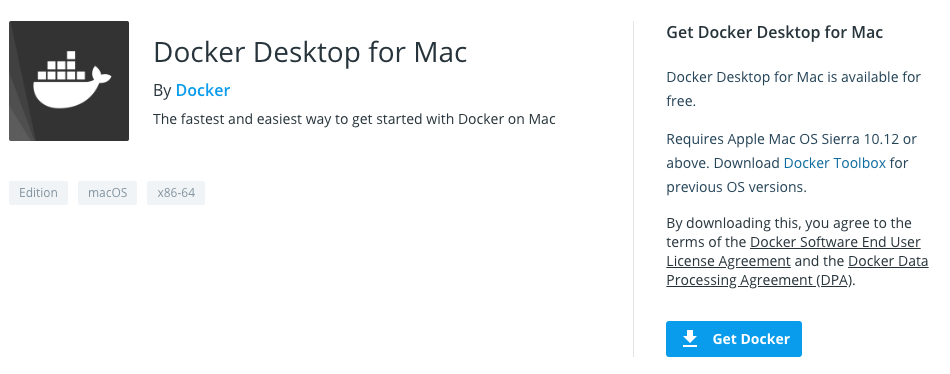 Docker Desktop for Mac
By Docker
The fastest and easiest way to get started with Docker on Mac
Edition
macOS
x86-64
Get Docker Desktop for Mac
Docker Desktop for Mac is available for
free.
Requires Apple Mac OS Sierra 10.12 or
above. Download Docker Toolbox for
previous OS versions.
By downloading this, you agree to the
terms of the Docker Software End User
License Agreement and the Docker Data
Processing Agreement (DPA).
Get Docker